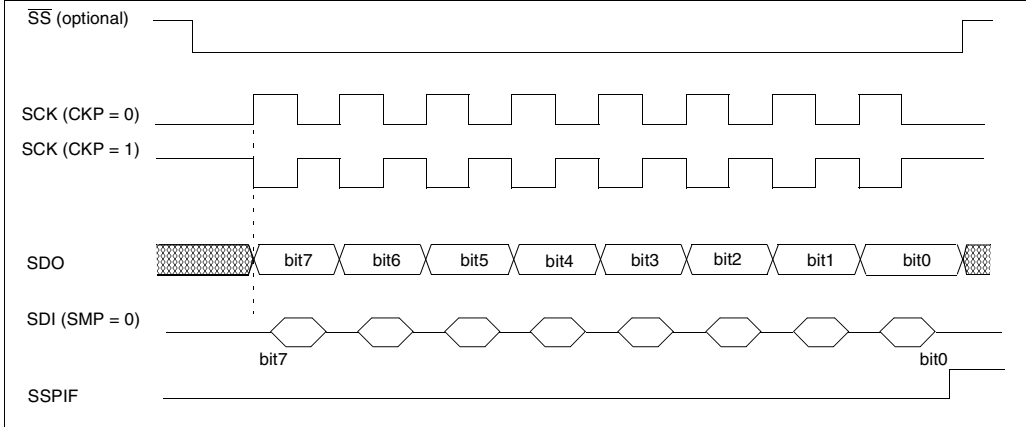 S̅S̅ (optional)
SCK (CKP = 0)
SCK (CKP = 1)
SDO
bit7 bit6 bit5 bit4 bit3 bit2 bit1 bit0
SDI (SMP = 0)
bit7 bit0
SSPIF